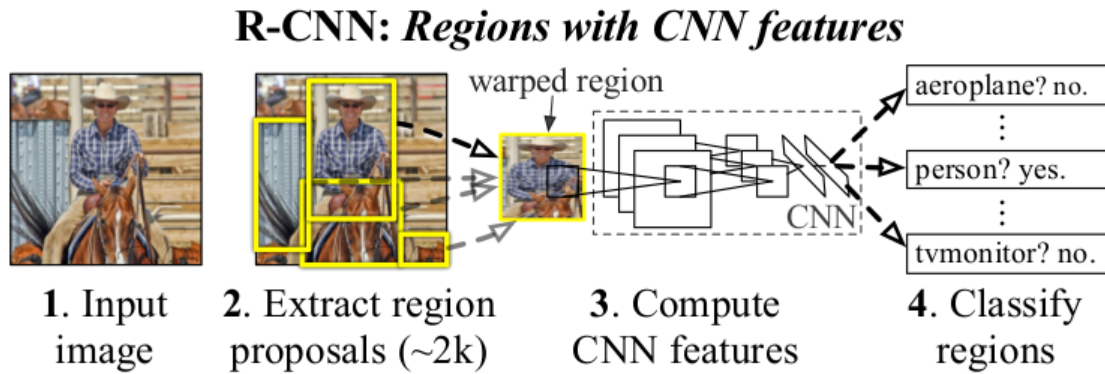 R-CNN: Regions with CNN features
warped region
aeroplane? no.
⋮
person? yes.
⋮
tvmonitor? no.
CNN
1. Input
image
2. Extract region
proposals (~2k)
3. Compute
CNN features
4. Classify
regions